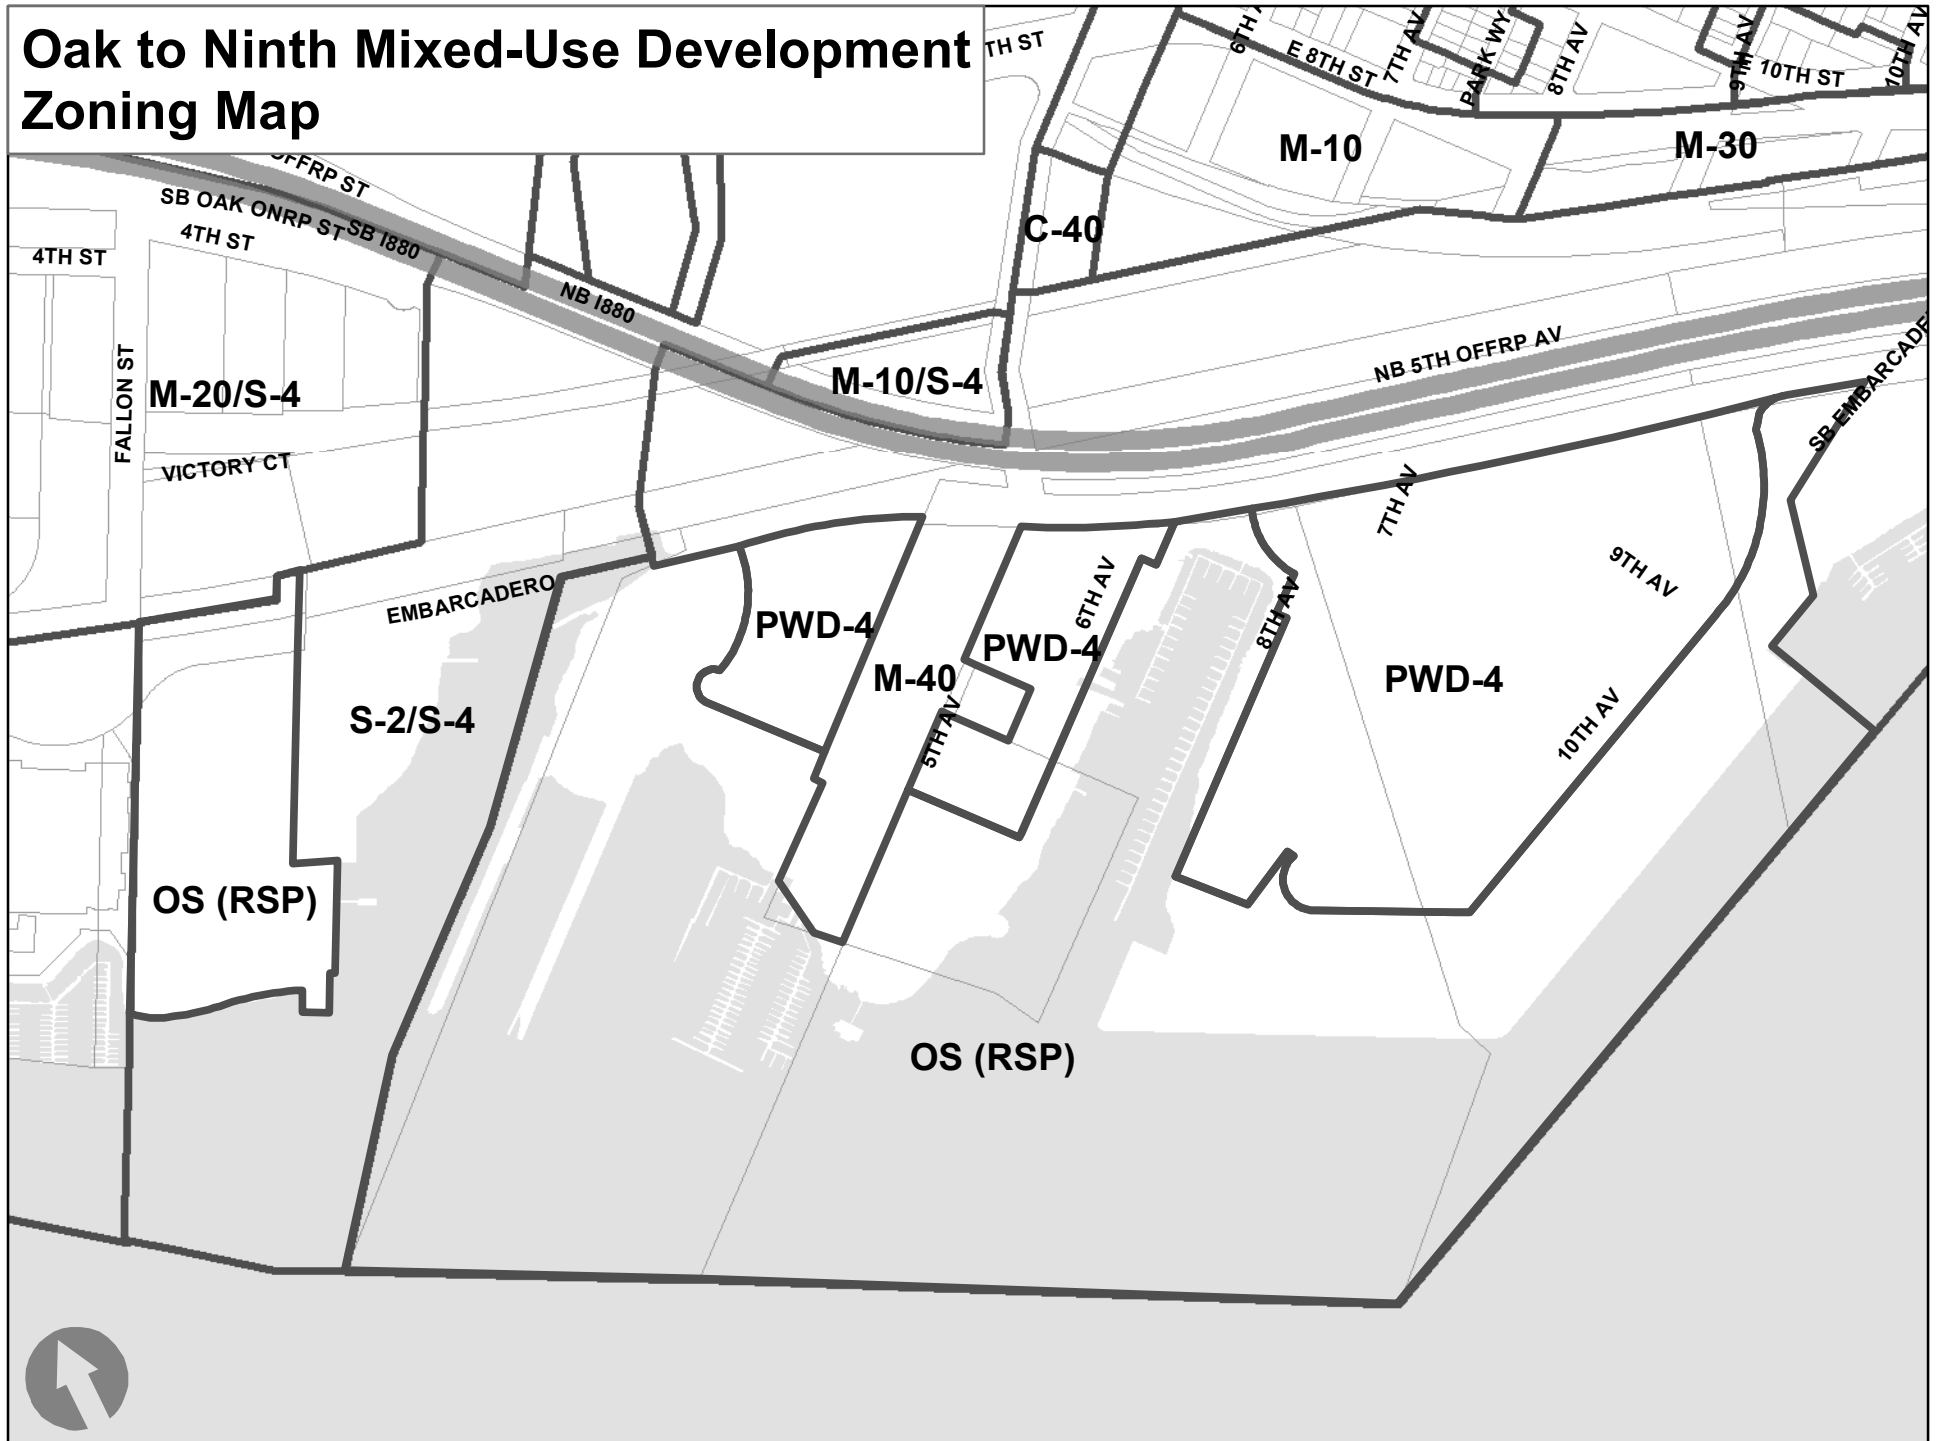 Oak to Ninth Mixed-Use Development
Zoning Map
TH ST
E 8TH ST
7TH AV
PARK WY
8TH AV
9TH AV
E 10TH ST
10TH AV
M-10
M-30
OFFRP ST
SB OAK ONRP ST
SB I880
4TH ST
4TH ST
C-40
NB I880
NB 5TH OFFRP AV
FALLON ST
M-20/S-4
M-10/S-4
VICTORY CT
7TH AV
9TH AV
EMBARCADERO
6TH AV
8TH AV
PWD-4
PWD-4
M-40
PWD-4
S-2/S-4
5TH AV
10TH AV
OS (RSP)
OS (RSP)